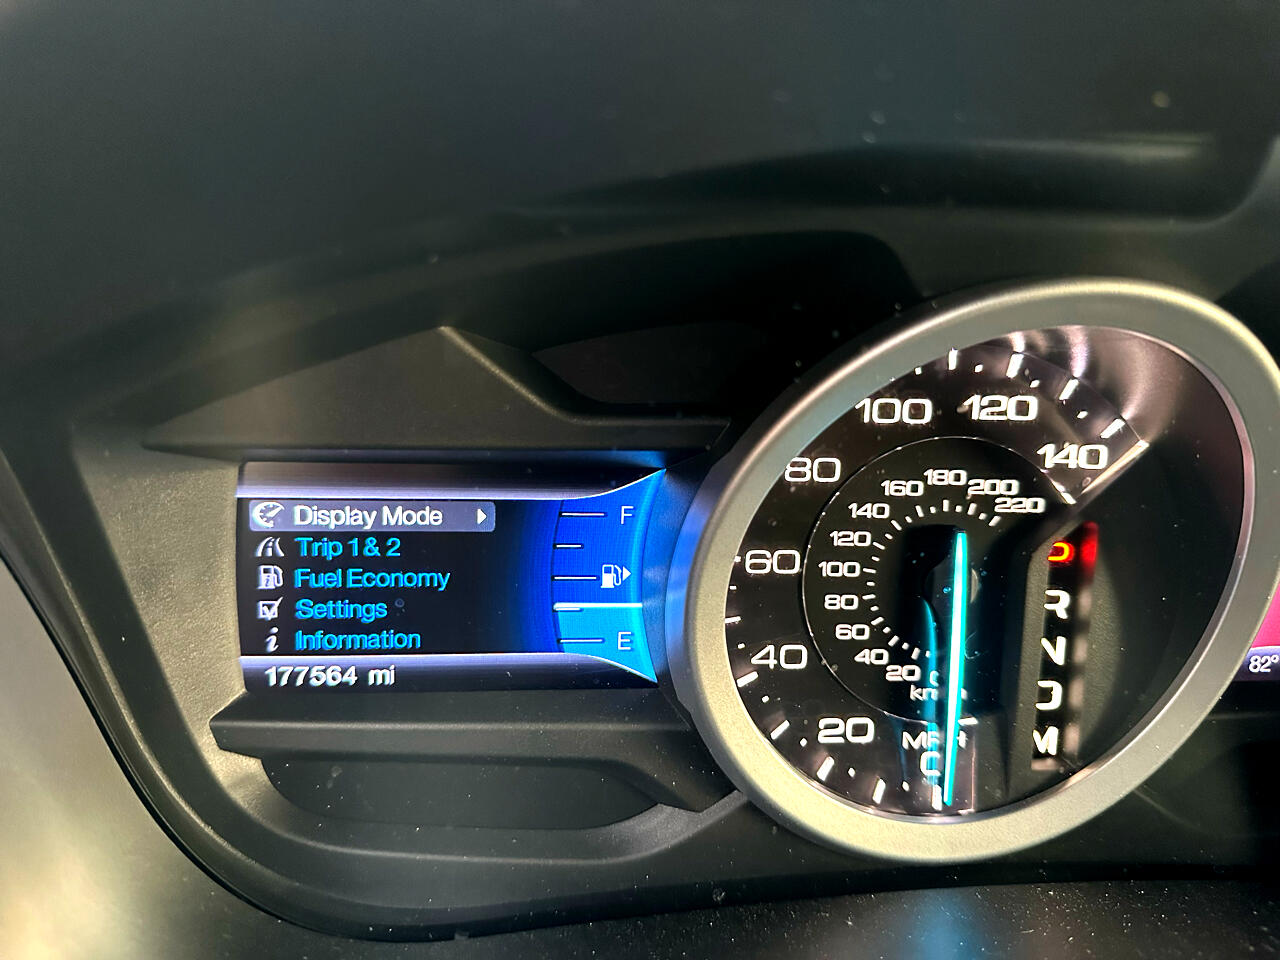 Display Mode
Trip 1 & 2
Fuel Economy
Settings
Information
177564 mi
F
E
20
40
60
80
100
120
140
20
40
60
80
100
120
140
160
180
200
220
MPH
P
R
N
D
M
82°